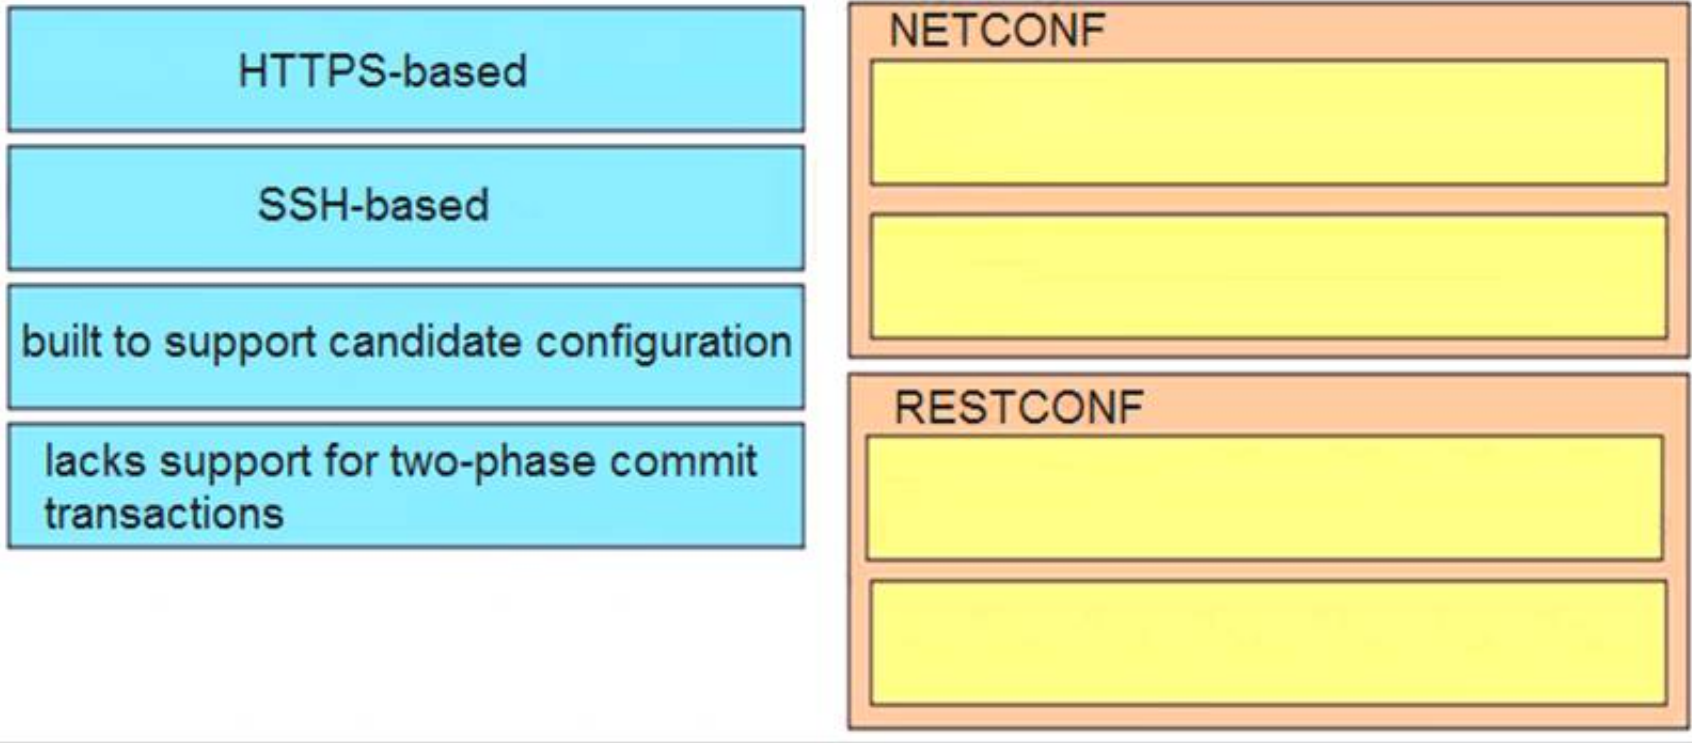 HTTPS-based
SSH-based
built to support candidate configuration
lacks support for two-phase commit
transactions
NETCONF
RESTCONF